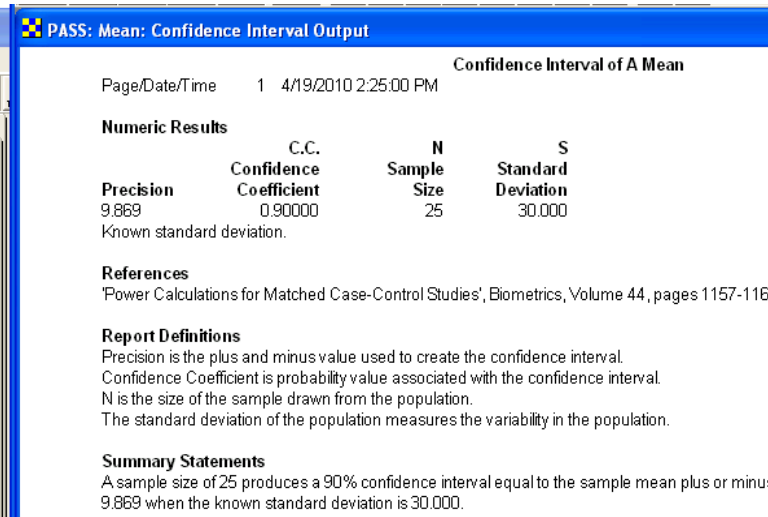 PASS: Mean: Confidence Interval Output
Confidence Interval of A Mean
Page/Date/Time 1 4/19/2010 2:25:00 PM
Numeric Results
C.C. N S
Confidence Sample Standard
Precision Coefficient Size Deviation
9.869 0.90000 25 30.000
Known standard deviation.
References
'Power Calculations for Matched Case-Control Studies', Biometrics, Volume 44, pages 1157-116
Report Definitions
Precision is the plus and minus value used to create the confidence interval.
Confidence Coefficient is probability value associated with the confidence interval.
N is the size of the sample drawn from the population.
The standard deviation of the population measures the variability in the population.
Summary Statements
A sample size of 25 produces a 90% confidence interval equal to the sample mean plus or minus
9.869 when the known standard deviation is 30.000.